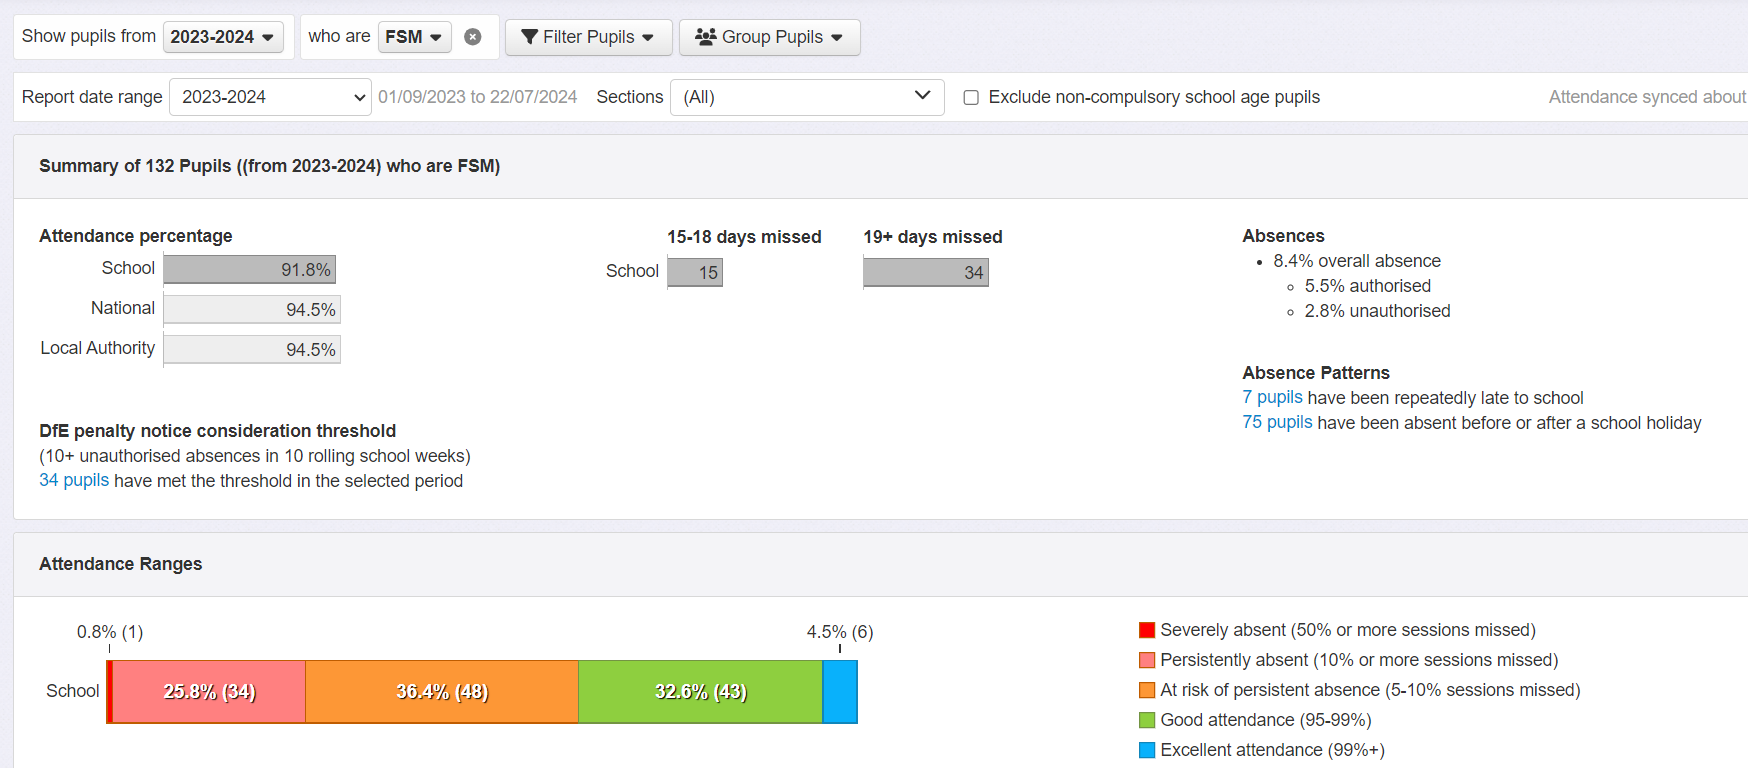 Show pupils from 2023-2024 who are FSM Filter Pupils Group Pupils
Report date range 2023-2024 01/09/2023 to 22/07/2024 Sections (All) Exclude non-compulsory school age pupils Attendance synced about
Summary of 132 Pupils ((from 2023-2024) who are FSM)
Attendance percentage
School 91.8%
National 94.5%
Local Authority 94.5%
15-18 days missed 19+ days missed
School 15 34
Absences
• 8.4% overall absence
◦ 5.5% authorised
◦ 2.8% unauthorised
Absence Patterns
7 pupils have been repeatedly late to school
75 pupils have been absent before or after a school holiday
DfE penalty notice consideration threshold
(10+ unauthorised absences in 10 rolling school weeks)
34 pupils have met the threshold in the selected period
Attendance Ranges
0.8% (1) 4.5% (6)
School 25.8% (34) 36.4% (48) 32.6% (43)
Severely absent (50% or more sessions missed)
Persistently absent (10% or more sessions missed)
At risk of persistent absence (5-10% sessions missed)
Good attendance (95-99%)
Excellent attendance (99%+)